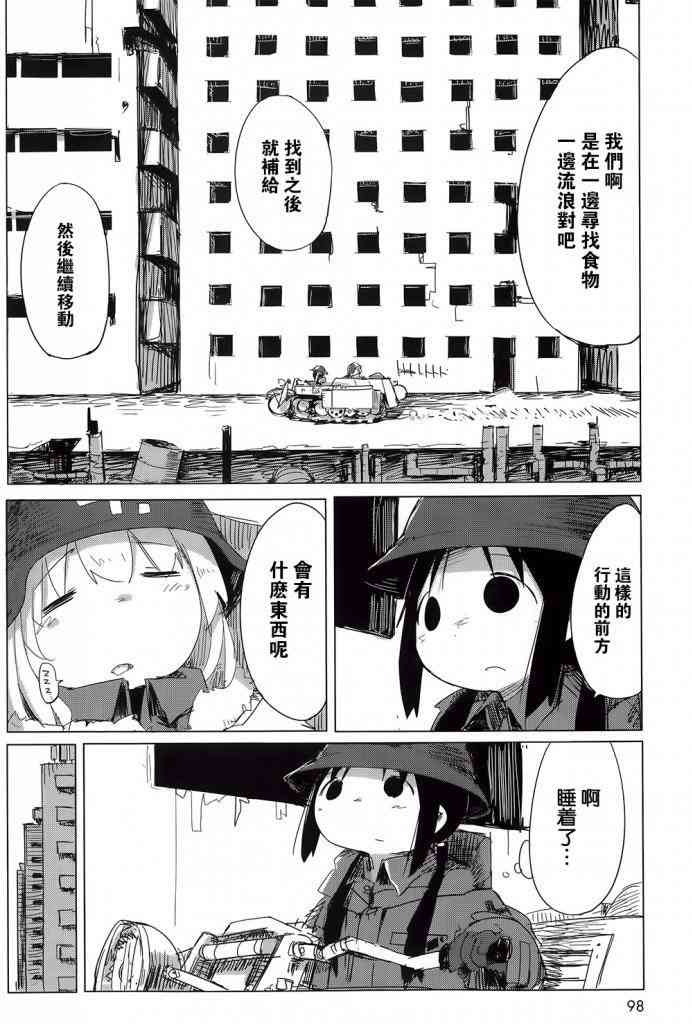 我們啊
是在一邊尋找食物
一邊流浪對吧
找到之後
就補給
然後繼續移動
這樣的
行動的前方
會有
什麽東西呢
zzz
啊
睡着了…
98